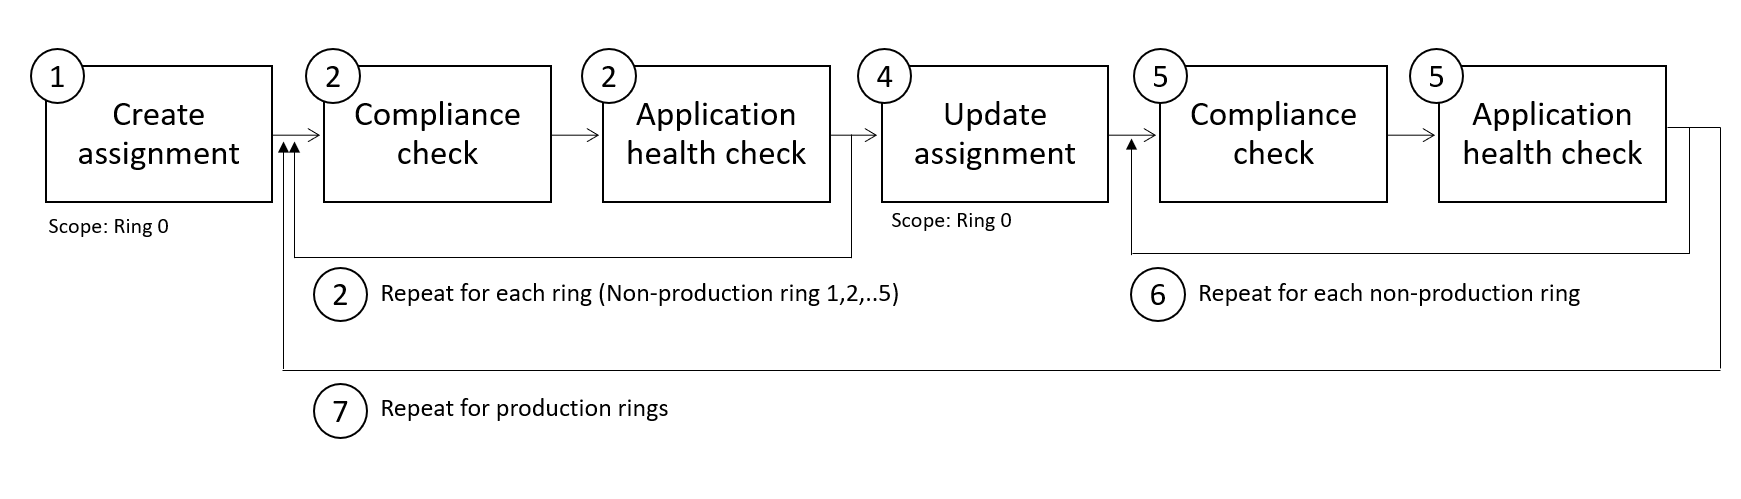 1
Create
assignment
Scope: Ring 0
2
Compliance
check
2
Application
health check
4
Update
assignment
Scope: Ring 0
5
Compliance
check
5
Application
health check
2
Repeat for each ring (Non-production ring 1,2,..5)
6
Repeat for each non-production ring
7
Repeat for production rings